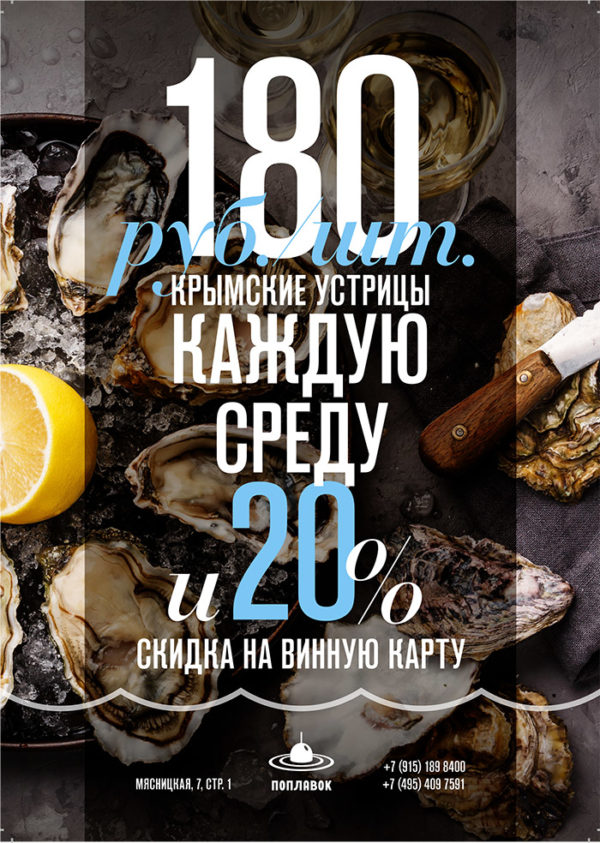 180
руб./шт.
КРЫМСКИЕ УСТРИЦЫ
КАЖДУЮ
СРЕДУ
и 20%
СКИДКА НА ВИННУЮ КАРТУ
МЯСНИЦКАЯ, 7, СТР. 1
ПОПЛАВОК
+7 (915) 189 8400
+7 (495) 409 7591